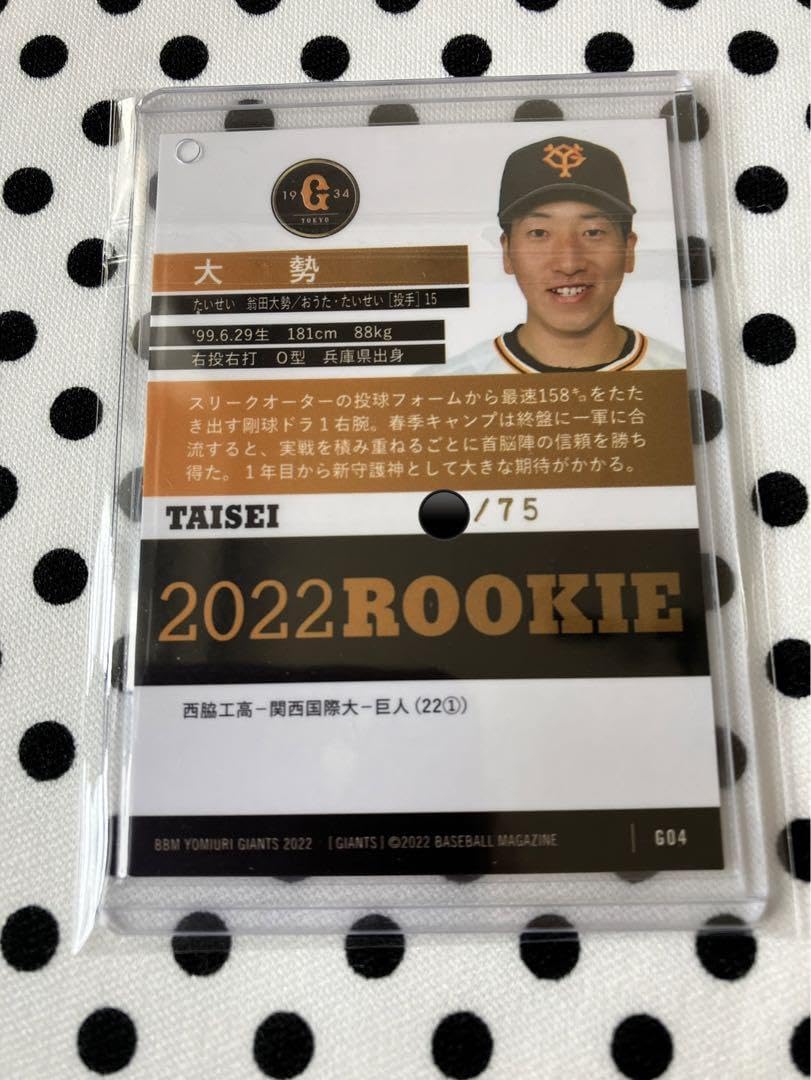 19 G 34
TOKYO
YG
大勢
たいせい 翁田大勢／おうた・たいせい［投手］15
'99.6.29生 181cm 88kg
右投右打 O型 兵庫県出身
スリークオーターの投球フォームから最速158㌔をたた
き出す剛球ドラ1右腕。春季キャンプは終盤に一軍に合
流すると、実戦を積み重ねるごとに首脳陣の信頼を勝ち
得た。1年目から新守護神として大きな期待がかかる。
TAISEI /75
2022ROOKIE
西脇工高－関西国際大－巨人（22①）
BBM YOMIURI GIANTS 2022 [GIANTS] ©2022 BASEBALL MAGAZINE G04